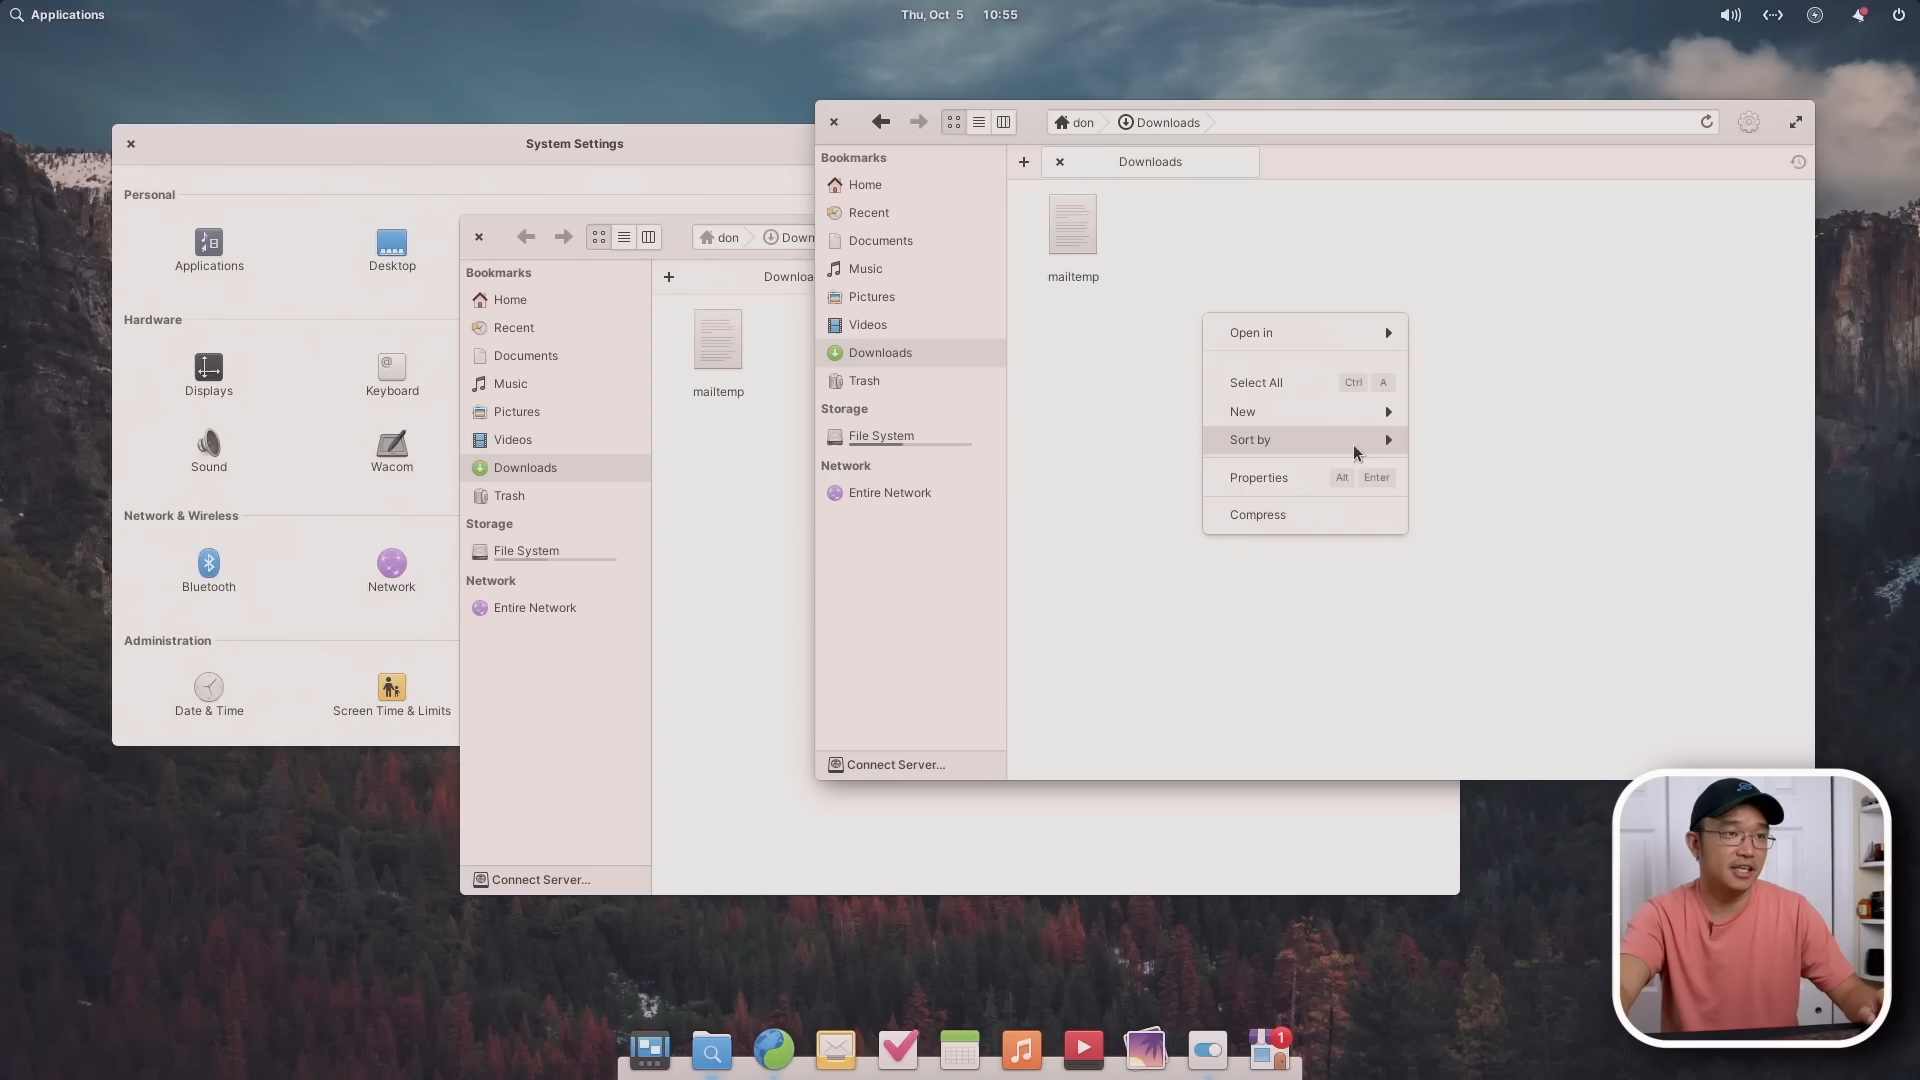 Applications
Thu, Oct 5 10:55
System Settings
Personal
Applications
Desktop
Hardware
Displays
Keyboard
Sound
Wacom
Network & Wireless
Bluetooth
Network
Administration
Date & Time
Screen Time & Limits
don
Down
Bookmarks
Downloa
Home
Recent
Documents
Music
Pictures
Videos
Downloads
Trash
Storage
File System
Network
Entire Network
Connect Server...
mailtemp
don
Downloads
Bookmarks
Downloads
Home
Recent
Documents
Music
Pictures
Videos
Downloads
Trash
Storage
File System
Network
Entire Network
Connect Server...
mailtemp
Open in
Select All Ctrl A
New
Sort by
Properties Alt Enter
Compress
1